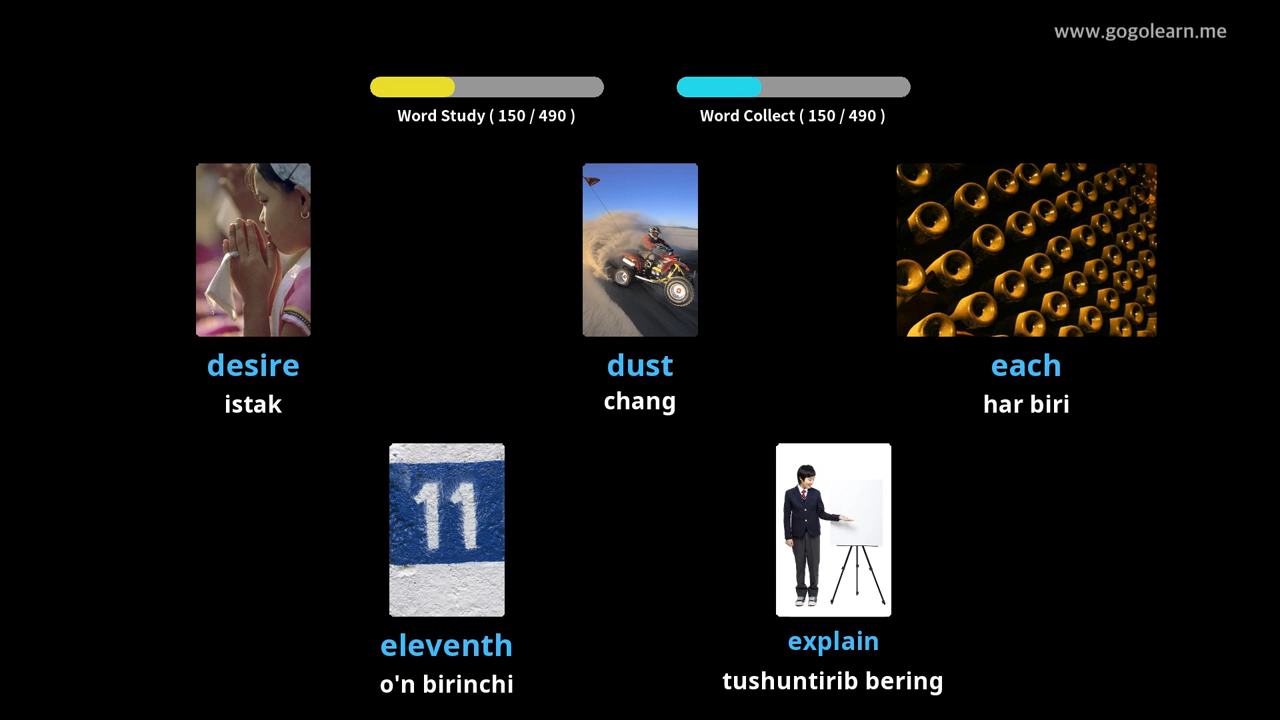 www.gogolearn.me
Word Study ( 150 / 490 )
Word Collect ( 150 / 490 )
desire
istak
dust
chang
each
har biri
11
eleventh
o'n birinchi
explain
tushuntirib bering